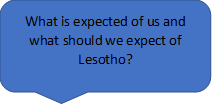 What is expected of us and
what should we expect of
Lesotho?